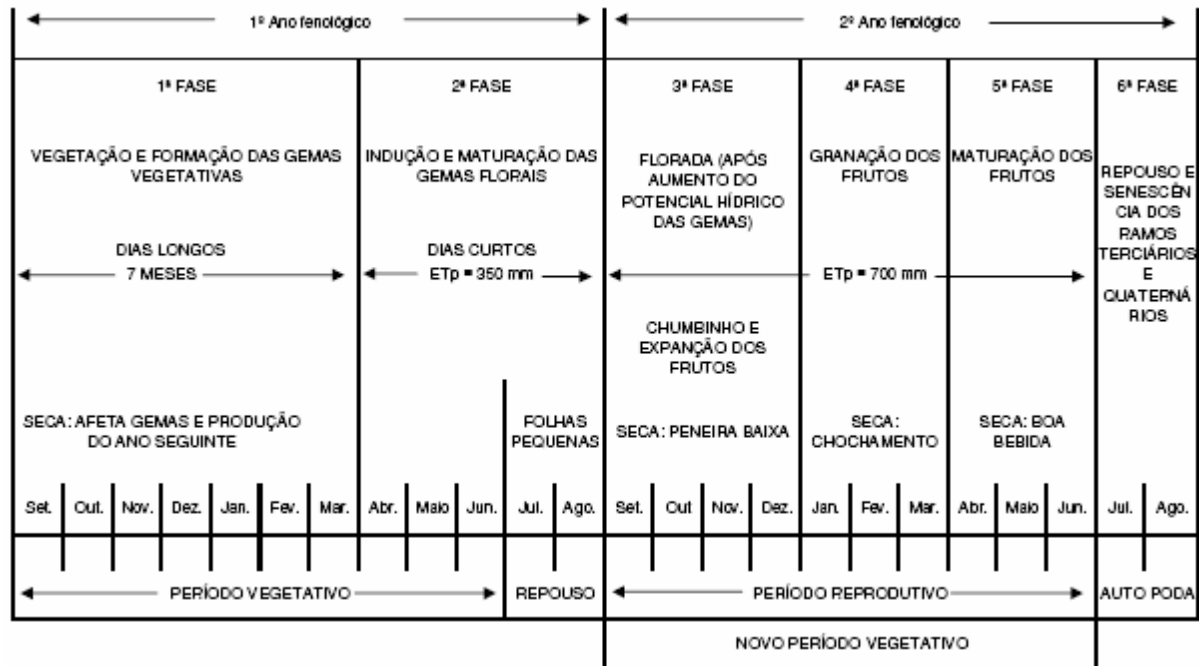 1º Ano fenológico
2º Ano fenológico
1ª FASE
2ª FASE
3ª FASE
4ª FASE
5ª FASE
6ª FASE
VEGETAÇÃO E FORMAÇÃO DAS GEMAS
VEGETATIVAS
INDUÇÃO E MATURAÇÃO DAS
GEMAS FLORAIS
FLORADA (APÓS
AUMENTO DO
POTENCIAL HÍDRICO
DAS GEMAS)
GRANAÇÃO DOS
FRUTOS
MATURAÇÃO DOS
FRUTOS
REPOUSO E
SENESCÊN
CIA DOS
RAMOS
TERCIÁRIOS
E
QUATERNÁ
RIOS
DIAS LONGOS
7 MESES
DIAS CURTOS
ETp = 350 mm
ETp = 700 mm
CHUMBINHO E
EXPANÇÃO DOS
FRUTOS
SECA: AFETA GEMAS E PRODUÇÃO
DO ANO SEGUINTE
FOLHAS
PEQUENAS
SECA: PENEIRA BAIXA
SECA:
CHOCHAMENTO
SECA: BOA
BEBIDA
Set. Out. Nov. Dez. Jan. Fev. Mar. Abr. Maio Jun. Jul. Ago. Set. Out Nov. Dez. Jan. Fev. Mar. Abr. Maio Jun. Jul. Ago.
PERÍODO VEGETATIVO
REPOUSO
PERÍODO REPRODUTIVO
AUTO PODA
NOVO PERÍODO VEGETATIVO